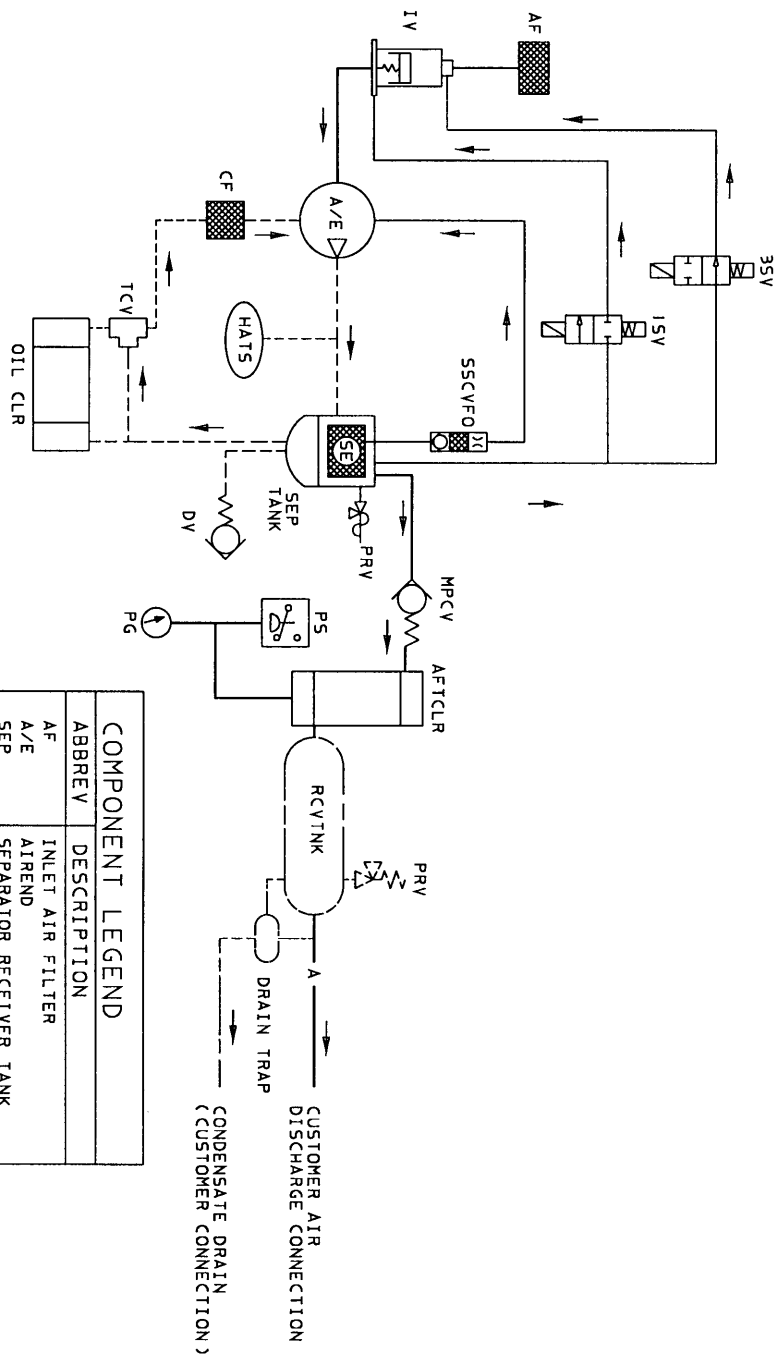 AF
IV
3SV
1SV
CF
A/E
TCV
HATS
SSCVFO
OIL CLR
SE
SEP
TANK
PRV
DV
MPCV
PG
PS
AFTCLR
RCVTNK
PRV
DRAIN TRAP
A
CUSTOMER AIR
DISCHARGE CONNECTION
CONDENSATE DRAIN
(CUSTOMER CONNECTION)
COMPONENT LEGEND
ABBREV DESCRIPTION
AF INLET AIR FILTER
A/E AIREND
SEP SEPARATOR RECEIVER TANK